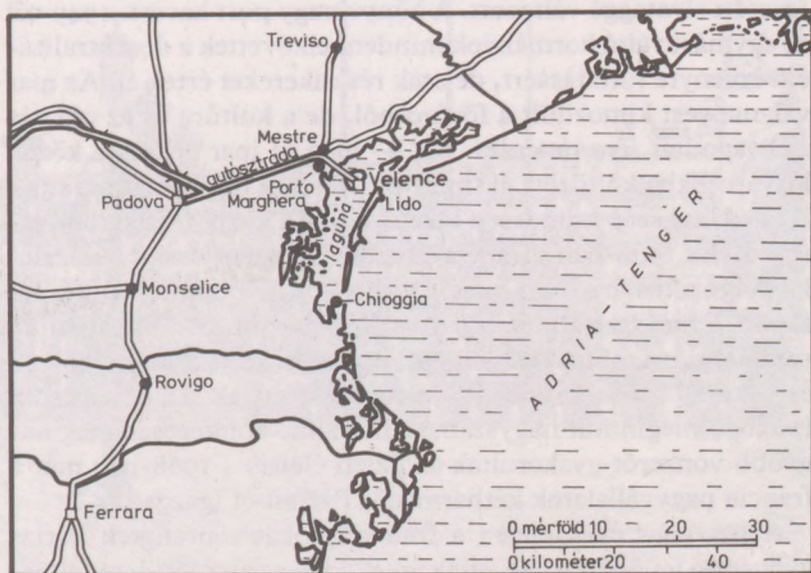 Treviso
Mestre
autosztráda
Velence
Padova
Porto
Marghera
Lido
laguna
ADRIA-TENGER
Monselice
Chioggia
Rovigo
Ferrara
0 mérföld 10 20 30
0 kilométer 20 40